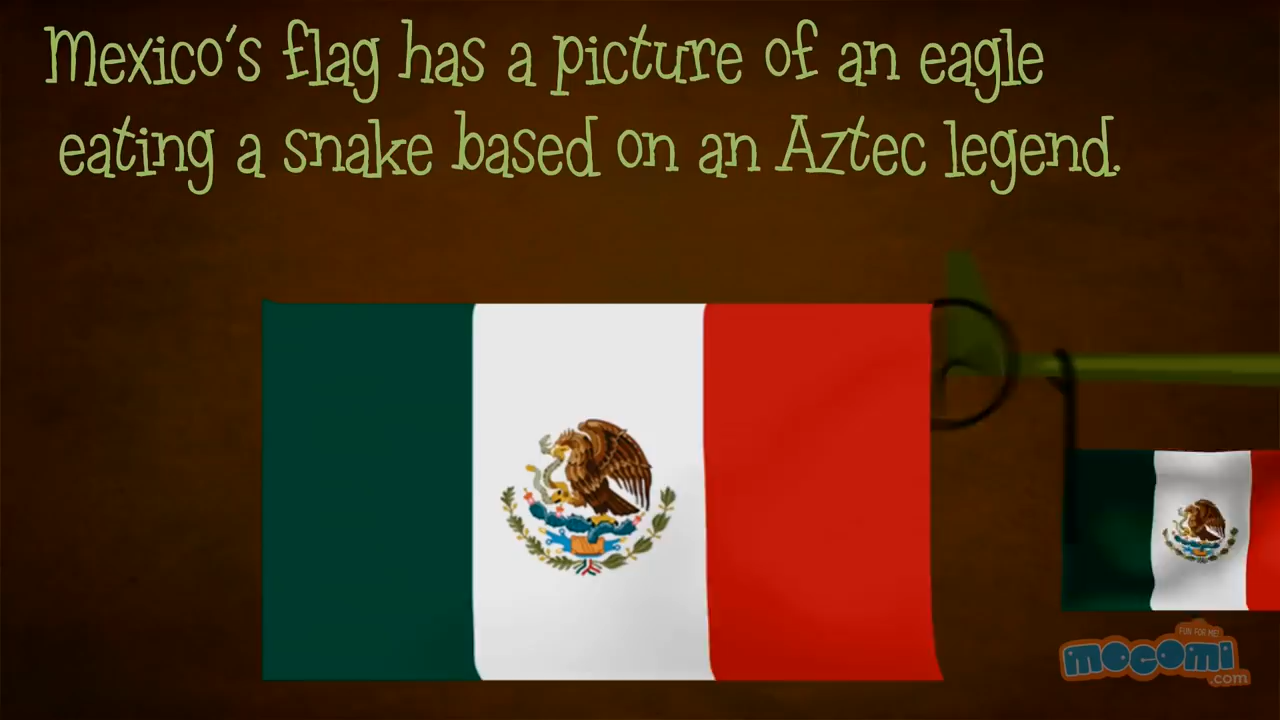 Mexico's flag has a picture of an eagle
eating a snake based on an Aztec legend.
FUN FOR ME!
mocomi
.com